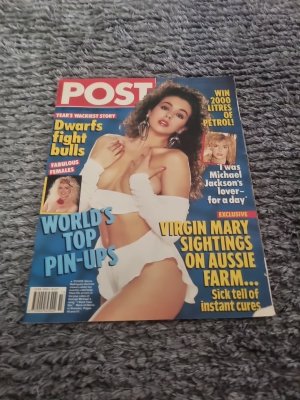 POST
YEAR'S WACKIEST STORY
Dwarfs
fight
bulls
FABULOUS
FEMALES
WIN
2000
LITRES
OF
PETROL!
'I was
Michael
Jackson's
lover –
for a day'
WORLD'S
TOP
PIN-UPS
EXCLUSIVE
VIRGIN MARY
SIGHTINGS
ON AUSSIE
FARM...
Sick tell of
instant cures